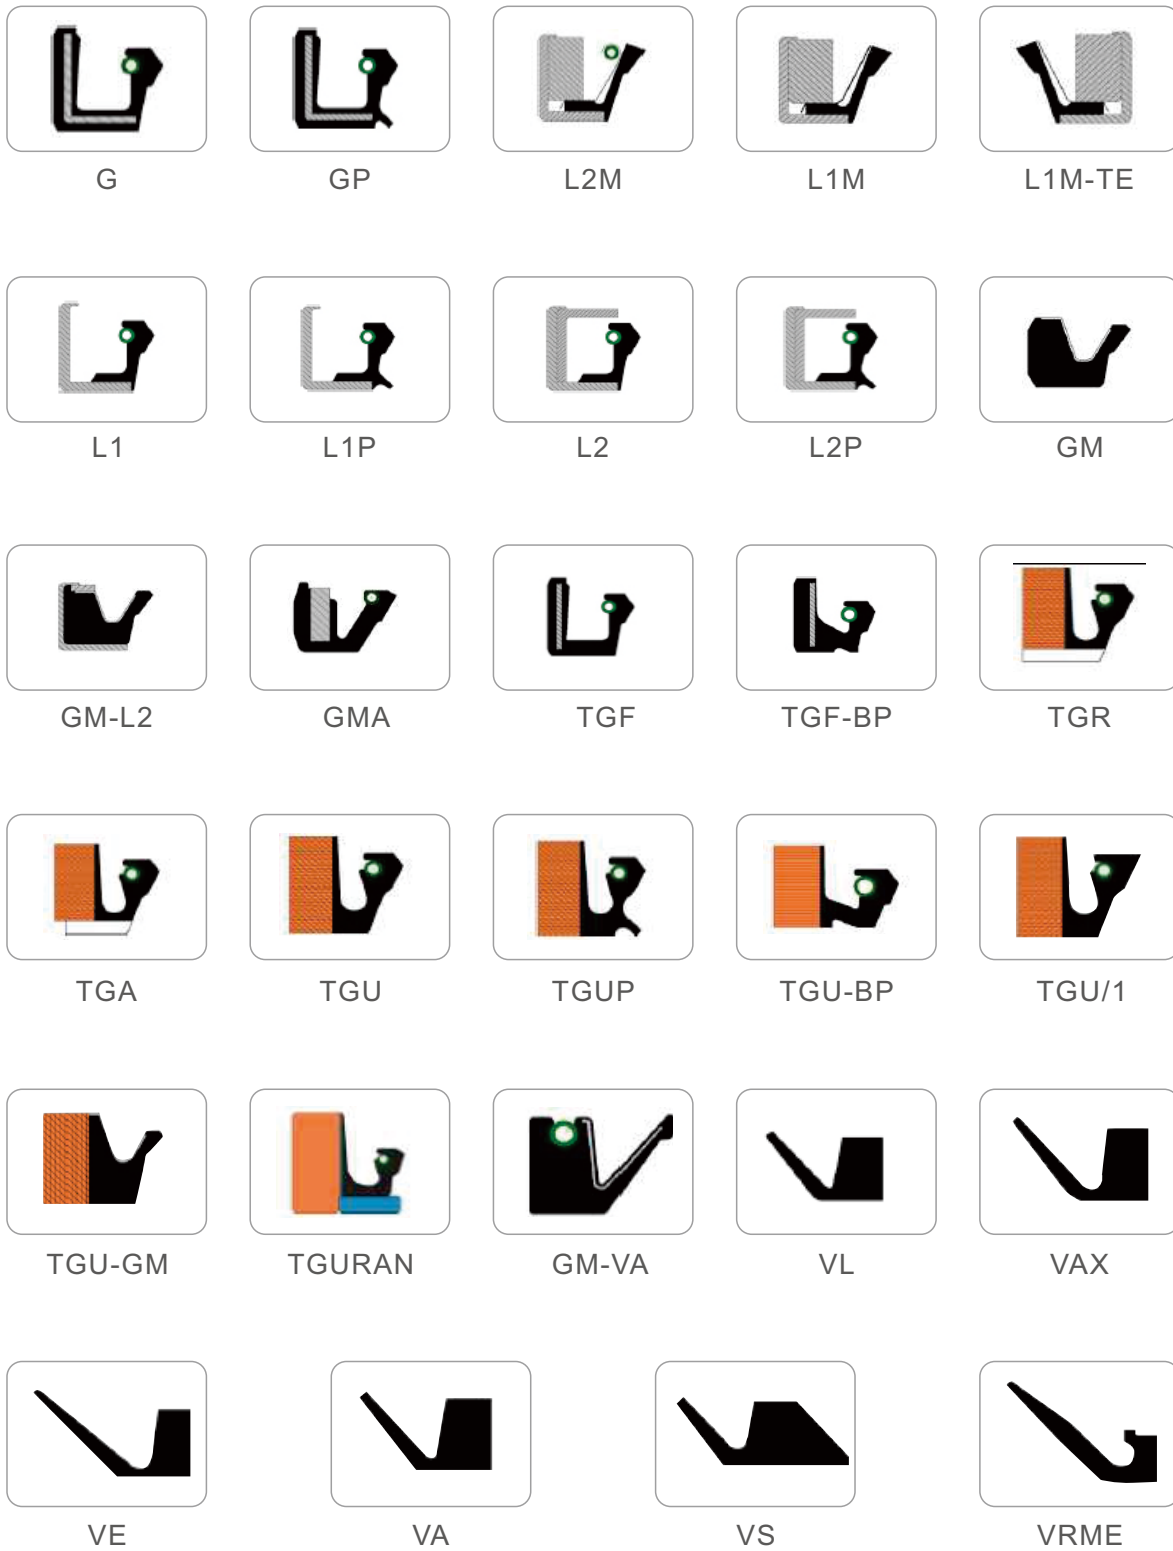 G GP L2M L1M L1M-TE
L1 L1P L2 L2P GM
GM-L2 GMA TGF TGF-BP TGR
TGA TGU TGUP TGU-BP TGU/1
TGU-GM TGURAN GM-VA VL VAX
VE VA VS VRME